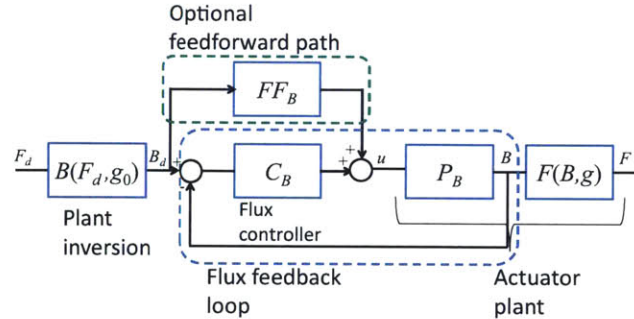 Optional
feedforward path
FF_B
F_d
B(F_d,g_0)
B_d
+
-
C_B
+
+
u
P_B
B
F(B,g)
F
Plant
inversion
Flux
controller
Flux feedback
loop
Actuator
plant